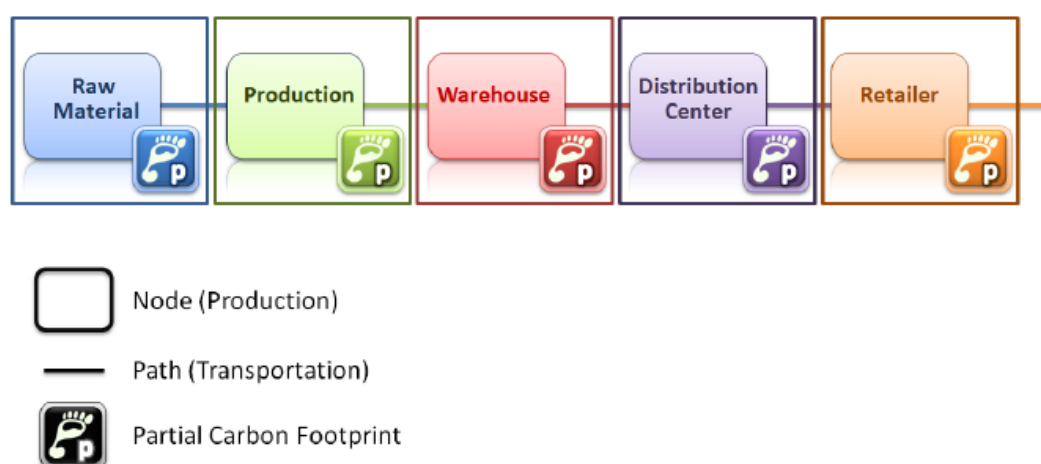 Raw
Material
Production
Warehouse
Distribution
Center
Retailer
p
p
p
p
p
Node (Production)
Path (Transportation)
p
Partial Carbon Footprint